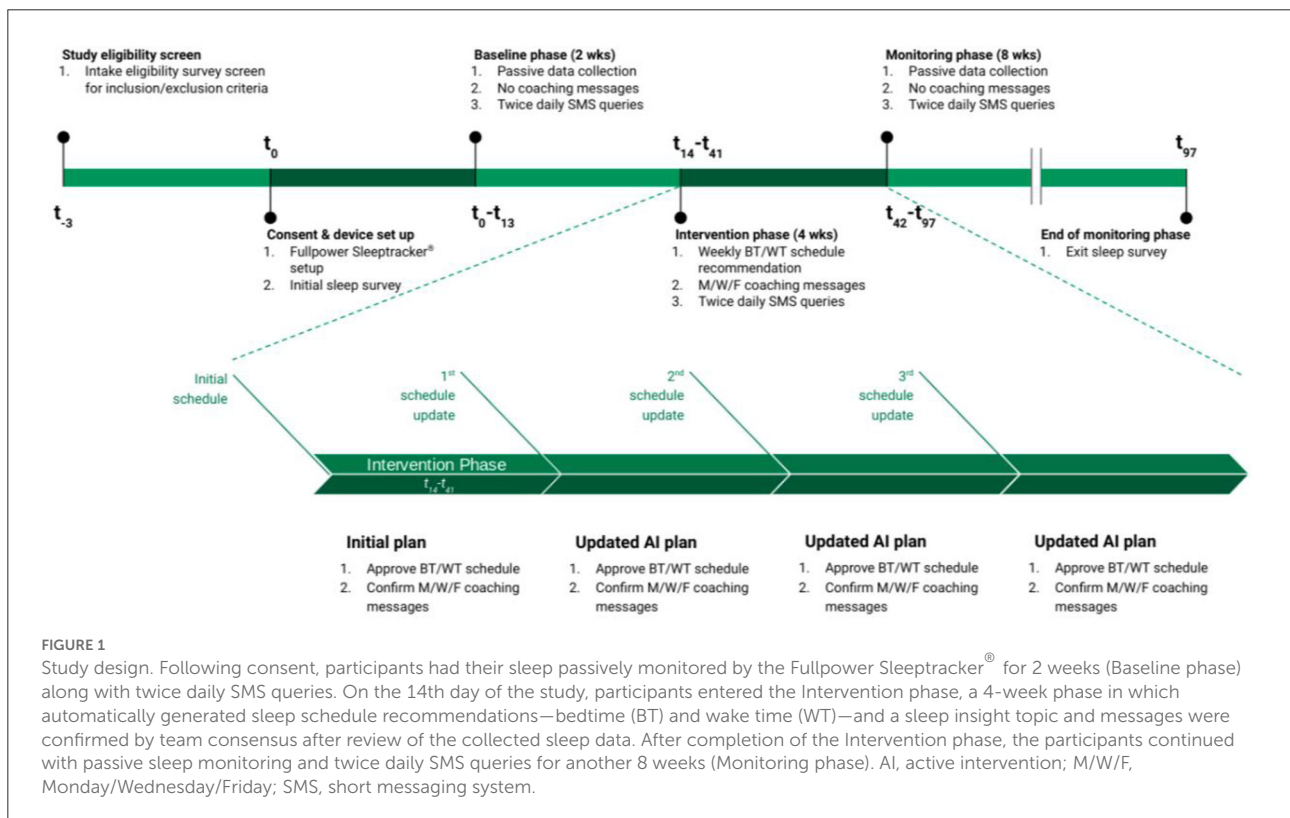 Study eligibility screen
1. Intake eligibility survey screen
for inclusion/exclusion criteria
Baseline phase (2 wks)
1. Passive data collection
2. No coaching messages
3. Twice daily SMS queries
Monitoring phase (8 wks)
1. Passive data collection
2. No coaching messages
3. Twice daily SMS queries
t0
t14-t41
t97
t-3
t0-t13
t42-t97
Consent & device set up
1. Fullpower Sleeptracker®
setup
2. Initial sleep survey
Intervention phase (4 wks)
1. Weekly BT/WT schedule
recommendation
2. M/W/F coaching messages
3. Twice daily SMS queries
End of monitoring phase
1. Exit sleep survey
Initial
schedule
1st
schedule
update
2nd
schedule
update
3rd
schedule
update
Intervention Phase
t14-t41
Initial plan
1. Approve BT/WT schedule
2. Confirm M/W/F coaching
messages
Updated AI plan
1. Approve BT/WT schedule
2. Confirm M/W/F coaching
messages
Updated AI plan
1. Approve BT/WT schedule
2. Confirm M/W/F coaching
messages
Updated AI plan
1. Approve BT/WT schedule
2. Confirm M/W/F coaching
messages
FIGURE 1
Study design. Following consent, participants had their sleep passively monitored by the Fullpower Sleeptracker® for 2 weeks (Baseline phase)
along with twice daily SMS queries. On the 14th day of the study, participants entered the Intervention phase, a 4-week phase in which
automatically generated sleep schedule recommendations—bedtime (BT) and wake time (WT)—and a sleep insight topic and messages were
confirmed by team consensus after review of the collected sleep data. After completion of the Intervention phase, the participants continued
with passive sleep monitoring and twice daily SMS queries for another 8 weeks (Monitoring phase). AI, active intervention; M/W/F,
Monday/Wednesday/Friday; SMS, short messaging system.